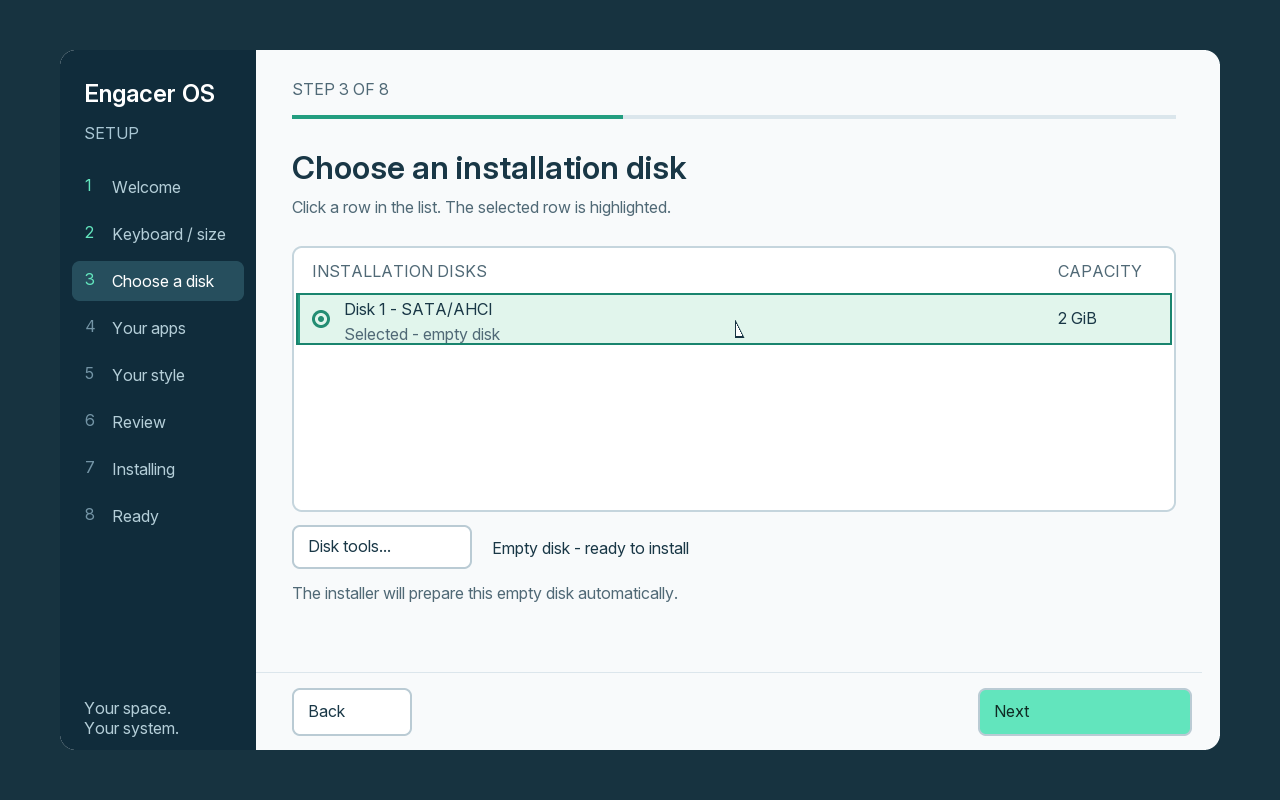 Engacer OS
SETUP
1 Welcome
2 Keyboard / size
3 Choose a disk
4 Your apps
5 Your style
6 Review
7 Installing
8 Ready
Your space.
Your system.
STEP 3 OF 8
Choose an installation disk
Click a row in the list. The selected row is highlighted.
INSTALLATION DISKS CAPACITY
Disk 1 - SATA/AHCI 2 GiB
Selected - empty disk
Disk tools... Empty disk - ready to install
The installer will prepare this empty disk automatically.
Back Next